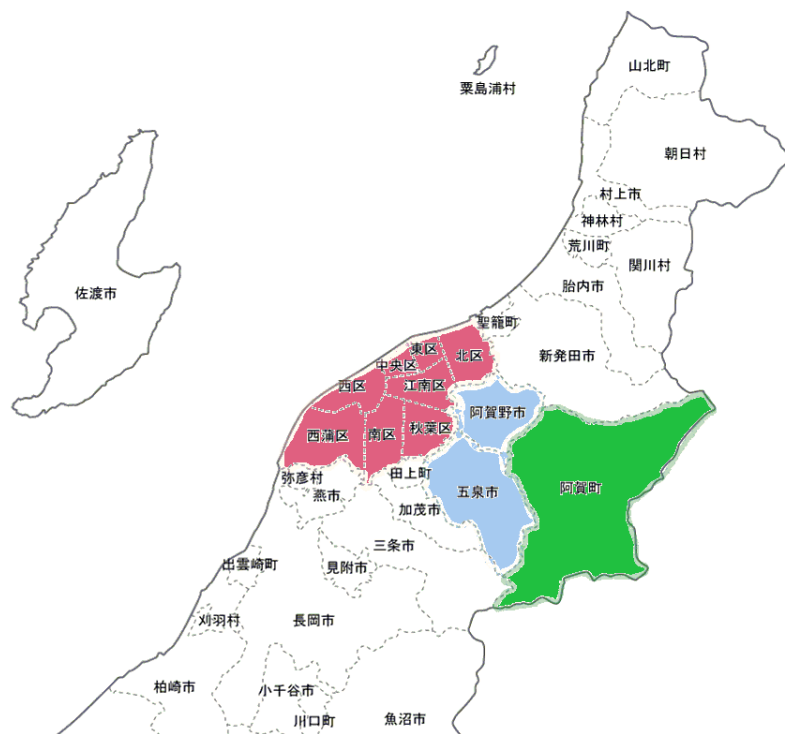 山北町
粟島浦村
朝日村
村上市
神林村
荒川町
関川村
胎内市
佐渡市
聖籠町
新発田市
東区
北区
中央区
西区
江南区
阿賀野市
西蒲区
南区
秋葉区
弥彦村
田上町
燕市
五泉市
阿賀町
加茂市
三条市
出雲崎町
見附市
刈羽村
長岡市
柏崎市
小千谷市
川口町
魚沼市